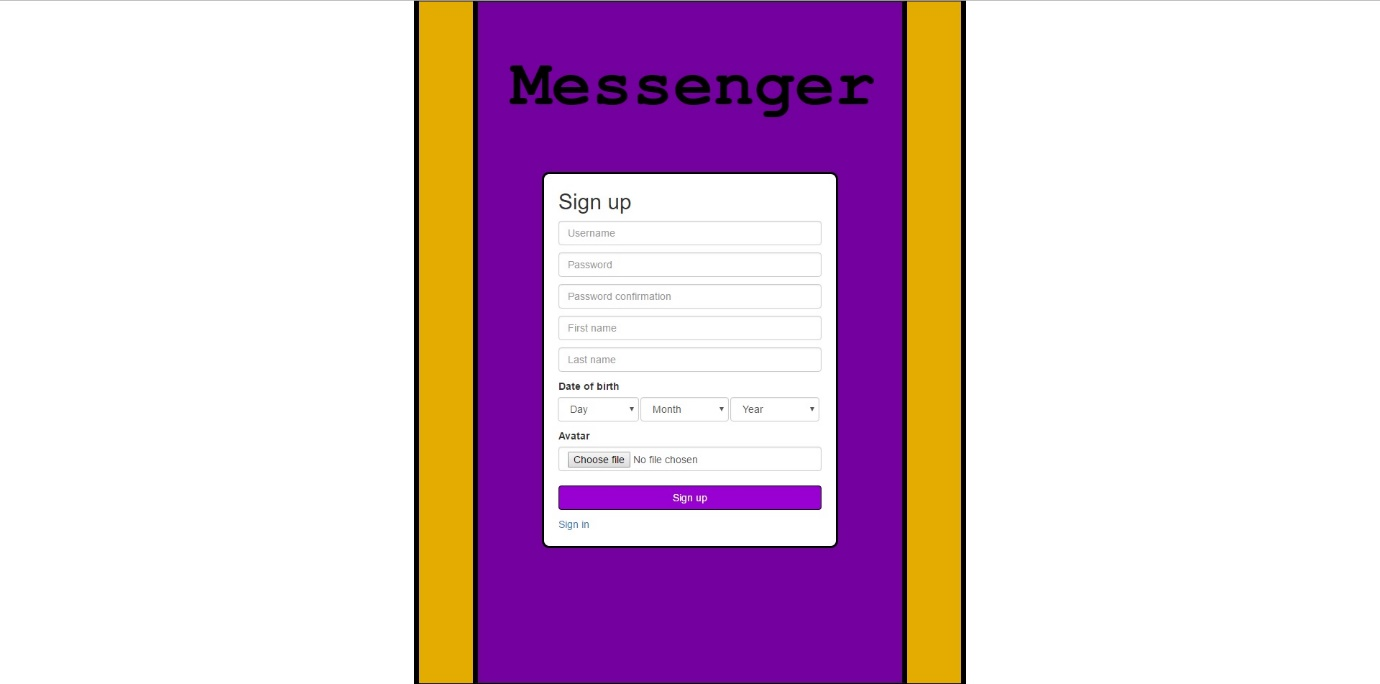 Messenger
Sign up
Username
Password
Password confirmation
First name
Last name
Date of birth
Day Month Year
Avatar
Choose file No file chosen
Sign up
Sign in